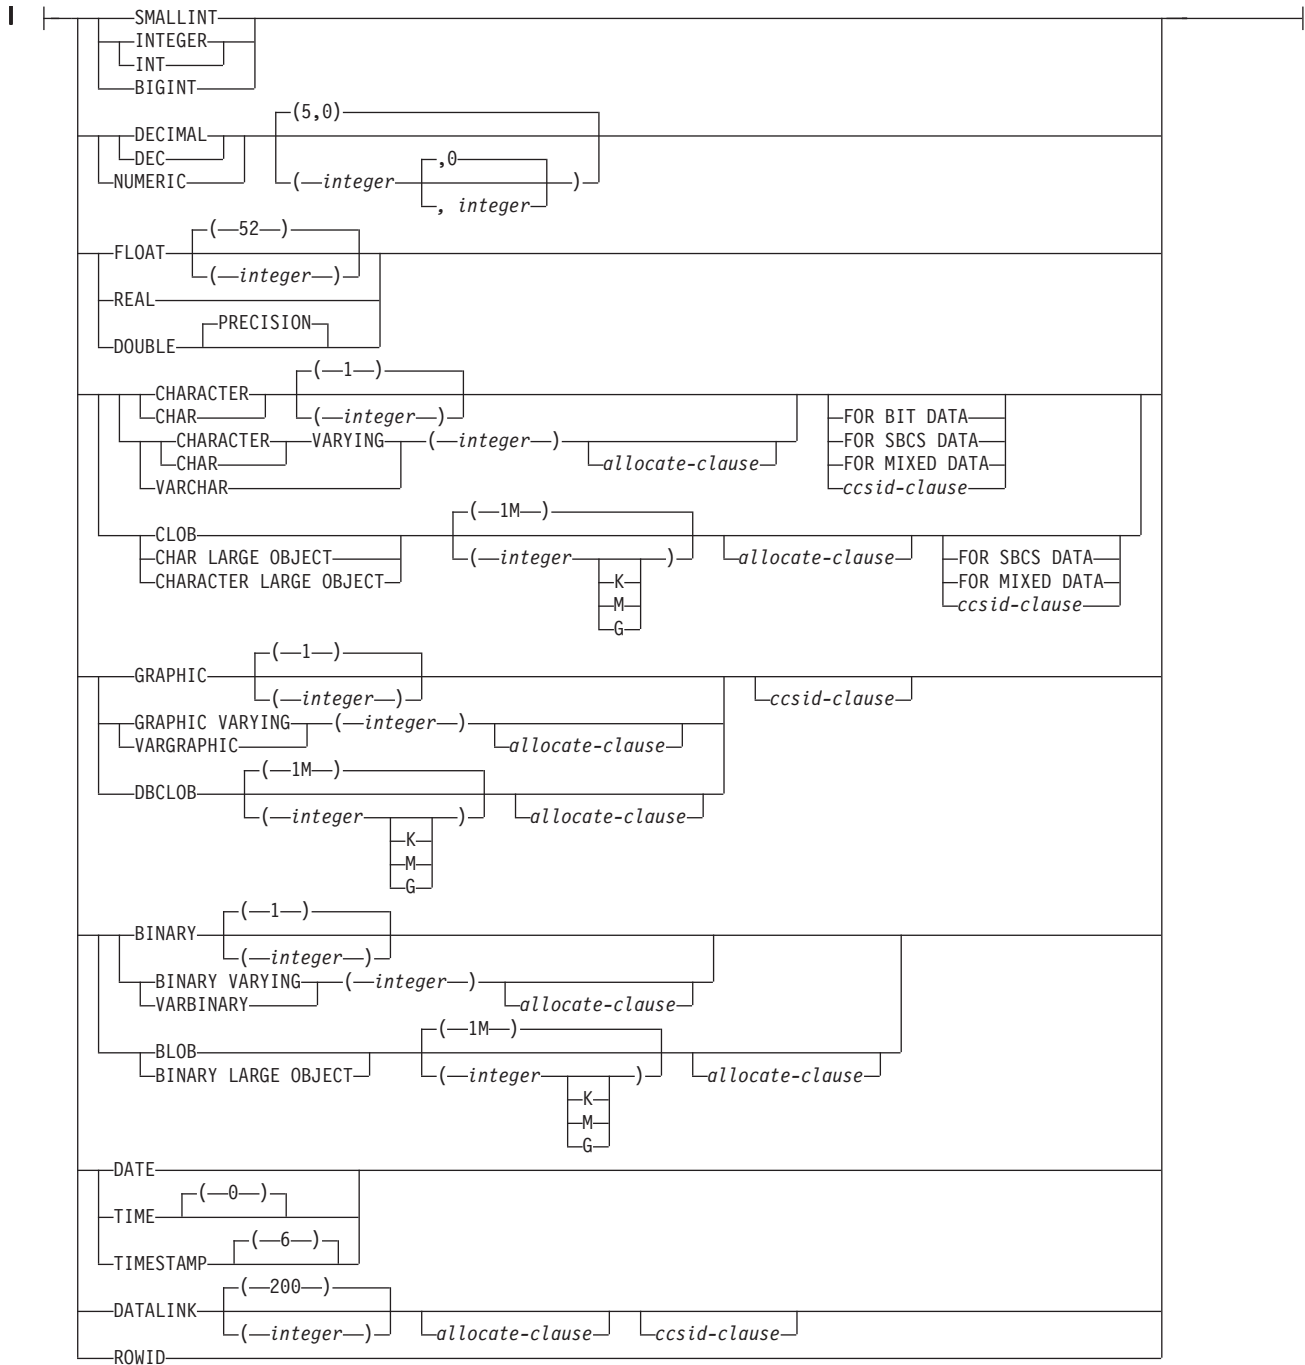 SMALLINT
INTEGER
INT
BIGINT
(5,0)
DECIMAL
DEC ,0
NUMERIC ( integer )
, integer
( 52 )
FLOAT
( integer )
REAL
PRECISION
DOUBLE
( 1 )
CHARACTER
CHAR ( integer ) FOR BIT DATA
CHARACTER VARYING ( integer ) FOR SBCS DATA
CHAR allocate-clause FOR MIXED DATA
VARCHAR ccsid-clause
( 1M )
CLOB
CHAR LARGE OBJECT ( integer ) allocate-clause FOR SBCS DATA
CHARACTER LARGE OBJECT K FOR MIXED DATA
M ccsid-clause
G
( 1 )
GRAPHIC
( integer ) ccsid-clause
GRAPHIC VARYING ( integer )
VARGRAPHIC allocate-clause
( 1M )
DBCLOB
( integer ) allocate-clause
K
M
G
( 1 )
BINARY
( integer )
BINARY VARYING ( integer )
VARBINARY allocate-clause
( 1M )
BLOB
BINARY LARGE OBJECT ( integer ) allocate-clause
K
M
G
DATE
( 0 )
TIME
( 6 )
TIMESTAMP
( 200 )
DATALINK
( integer ) allocate-clause ccsid-clause
ROWID